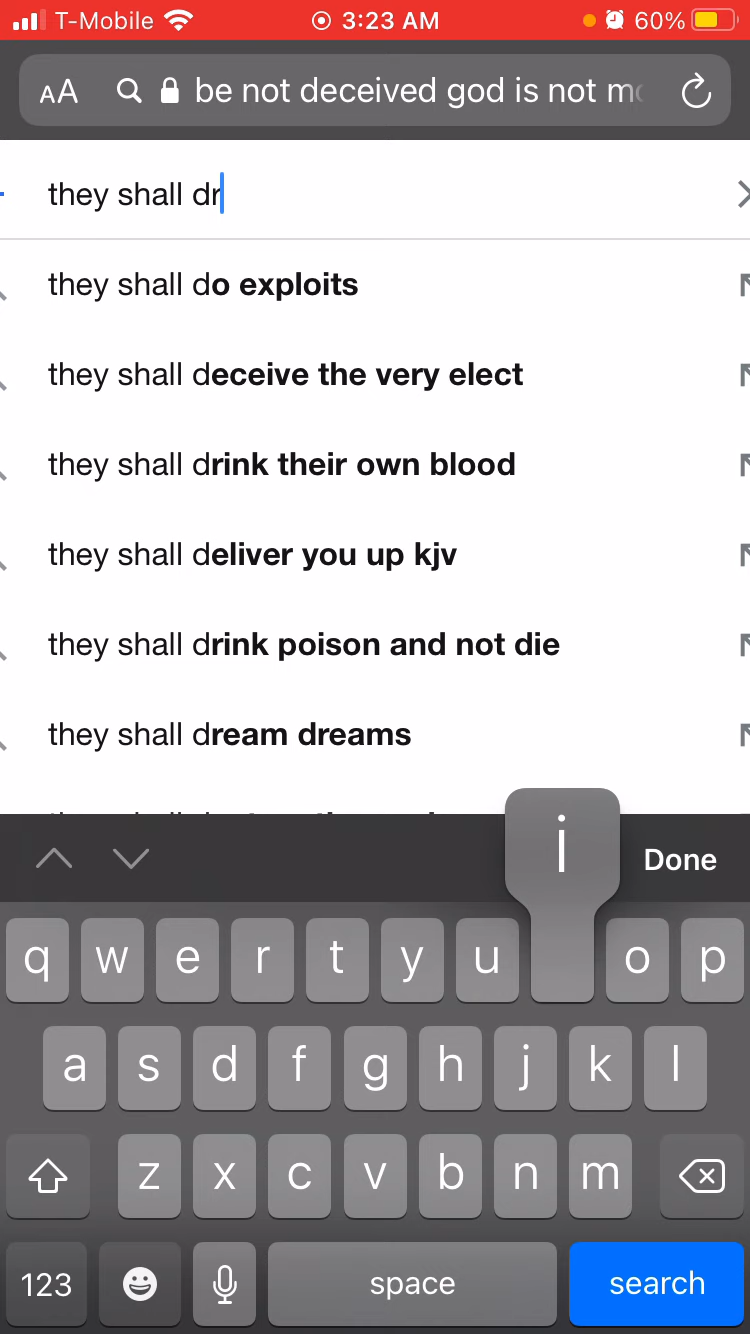 T-Mobile 3:23 AM 60%
AA be not deceived god is not m
they shall dr
they shall do exploits
they shall deceive the very elect
they shall drink their own blood
they shall deliver you up kjv
they shall drink poison and not die
they shall dream dreams
i Done
q w e r t y u o p
a s d f g h j k l
z x c v b n m
123 space search